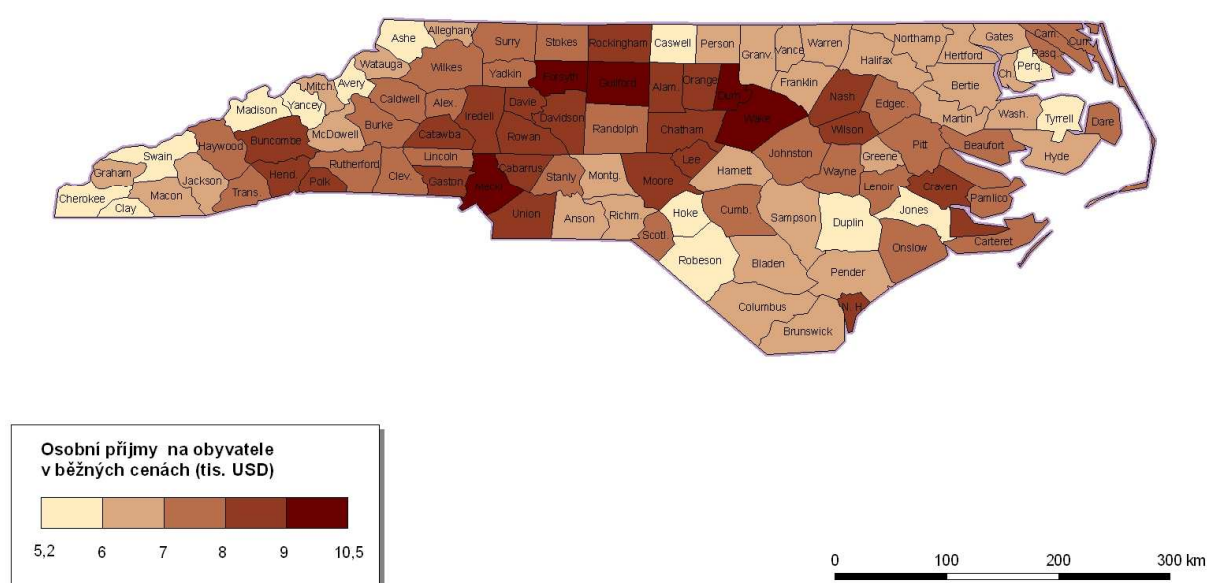 Ashe
Alleghany
Surry
Stokes
Rockingham
Caswell
Person
Granv.
Vance
Warren
Northamp.
Gates
Cam.
Curr.
Pasq.
Perq.
Ch.
Hertford
Halifax
Bertie
Watauga
Wilkes
Yadkin
Forsyth
Guilford
Alam.
Orange
Durh.
Franklin
Nash
Edgec.
Martin
Wash.
Tyrrell
Dare
Mitch.
Avery
Caldwell
Alex.
Iredell
Davie
Davidson
Randolph
Chatham
Wake
Wilson
Madison
Yancey
McDowell
Burke
Catawba
Rowan
Lee
Johnston
Greene
Pitt
Beaufort
Hyde
Swain
Haywood
Buncombe
Rutherford
Lincoln
Cabarrus
Stanly
Montg.
Moore
Harnett
Wayne
Lenoir
Craven
Pamlico
Graham
Jackson
Hend.
Polk
Clev.
Gaston
Meckl.
Cherokee
Clay
Macon
Trans.
Union
Anson
Richm.
Scotl.
Hoke
Cumb.
Sampson
Duplin
Jones
Carteret
Onslow
Robeson
Bladen
Pender
Columbus
N. H.
Brunswick
Osobní příjmy na obyvatele
v běžných cenách (tis. USD)
5,2 6 7 8 9 10,5
0 100 200 300 km